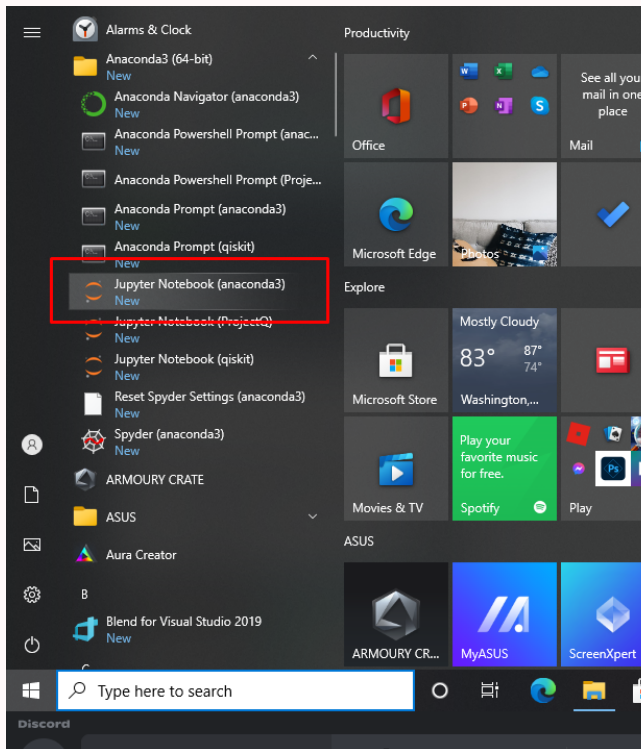 Alarms & Clock
Anaconda3 (64-bit)
New
Anaconda Navigator (anaconda3)
New
Anaconda Powershell Prompt (anac...
New
Anaconda Powershell Prompt (Proje...
Anaconda Prompt (anaconda3)
New
Anaconda Prompt (qiskit)
New
Jupyter Notebook (anaconda3)
New
Jupyter Notebook (ProjectQ)
New
Jupyter Notebook (qiskit)
New
Reset Spyder Settings (anaconda3)
New
Spyder (anaconda3)
New
ARMOURY CRATE
ASUS
Aura Creator
B
Blend for Visual Studio 2019
New
C
Productivity
Office
See all you
mail in one
place
Mail
Microsoft Edge
Photos
Explore
Microsoft Store
Mostly Cloudy
83°
87°
74°
Washington,...
Movies & TV
Play your
favorite music
for free.
Spotify
Ps
Play
ASUS
ARMOURY CR...
MyASUS
ScreenXpert
Type here to search
Discord